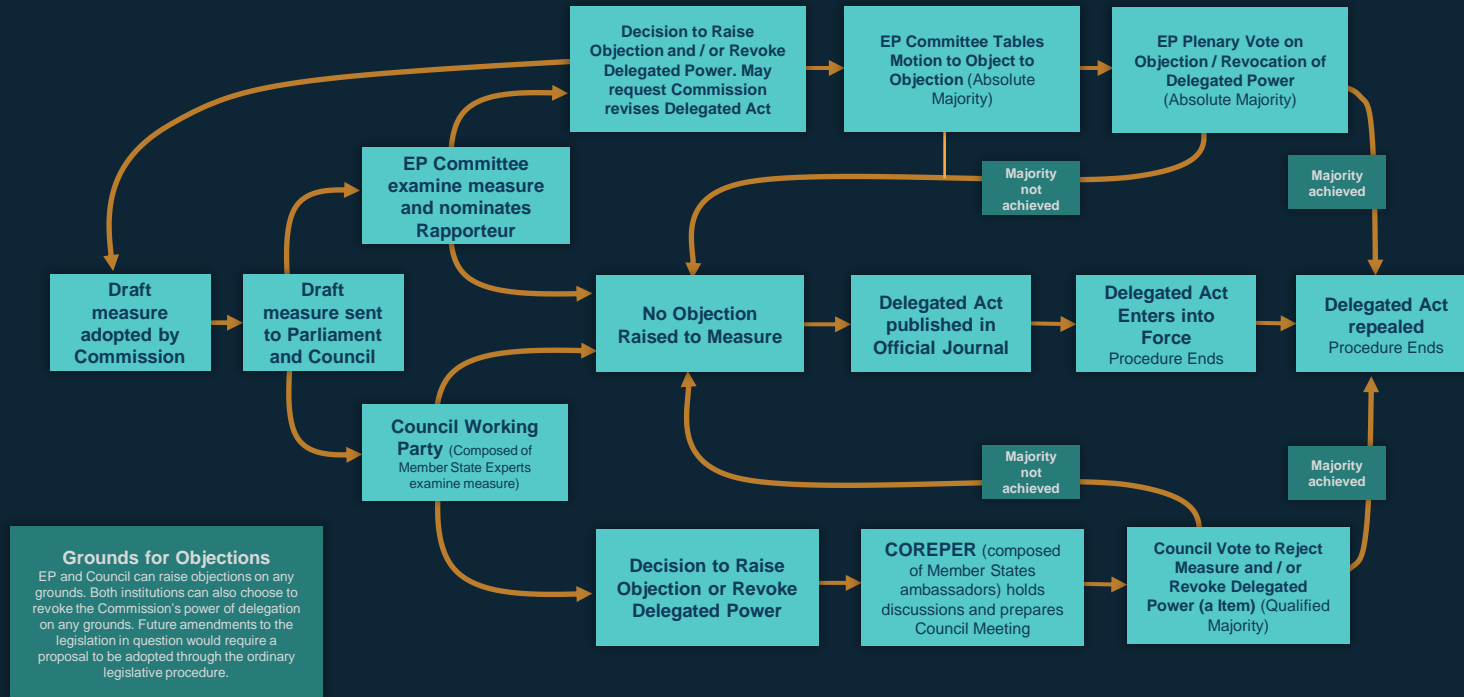 Decision to Raise
Objection and / or Revoke
Delegated Power. May
request Commission
revises Delegated Act
EP Committee Tables
Motion to Object to
Objection (Absolute
Majority)
EP Plenary Vote on
Objection / Revocation of
Delegated Power
(Absolute Majority)
EP Committee
examine measure
and nominates
Rapporteur
Majority
not
achieved
Majority
achieved
Draft
measure
adopted by
Commission
Draft
measure sent
to Parliament
and Council
No Objection
Raised to Measure
Delegated Act
published in
Official Journal
Delegated Act
Enters into
Force
Procedure Ends
Delegated Act
repealed
Procedure Ends
Council Working
Party (Composed of
Member State Experts
examine measure)
Majority
not
achieved
Majority
achieved
Grounds for Objections
EP and Council can raise objections on any
grounds. Both institutions can also choose to
revoke the Commission's power of delegation
on any grounds. Future amendments to the
legislation in question would require a
proposal to be adopted through the ordinary
legislative procedure.
Decision to Raise
Objection or Revoke
Delegated Power
COREPER (composed
of Member States
ambassadors) holds
discussions and prepares
Council Meeting
Council Vote to Reject
Measure and / or
Revoke Delegated
Power (a Item) (Qualified
Majority)